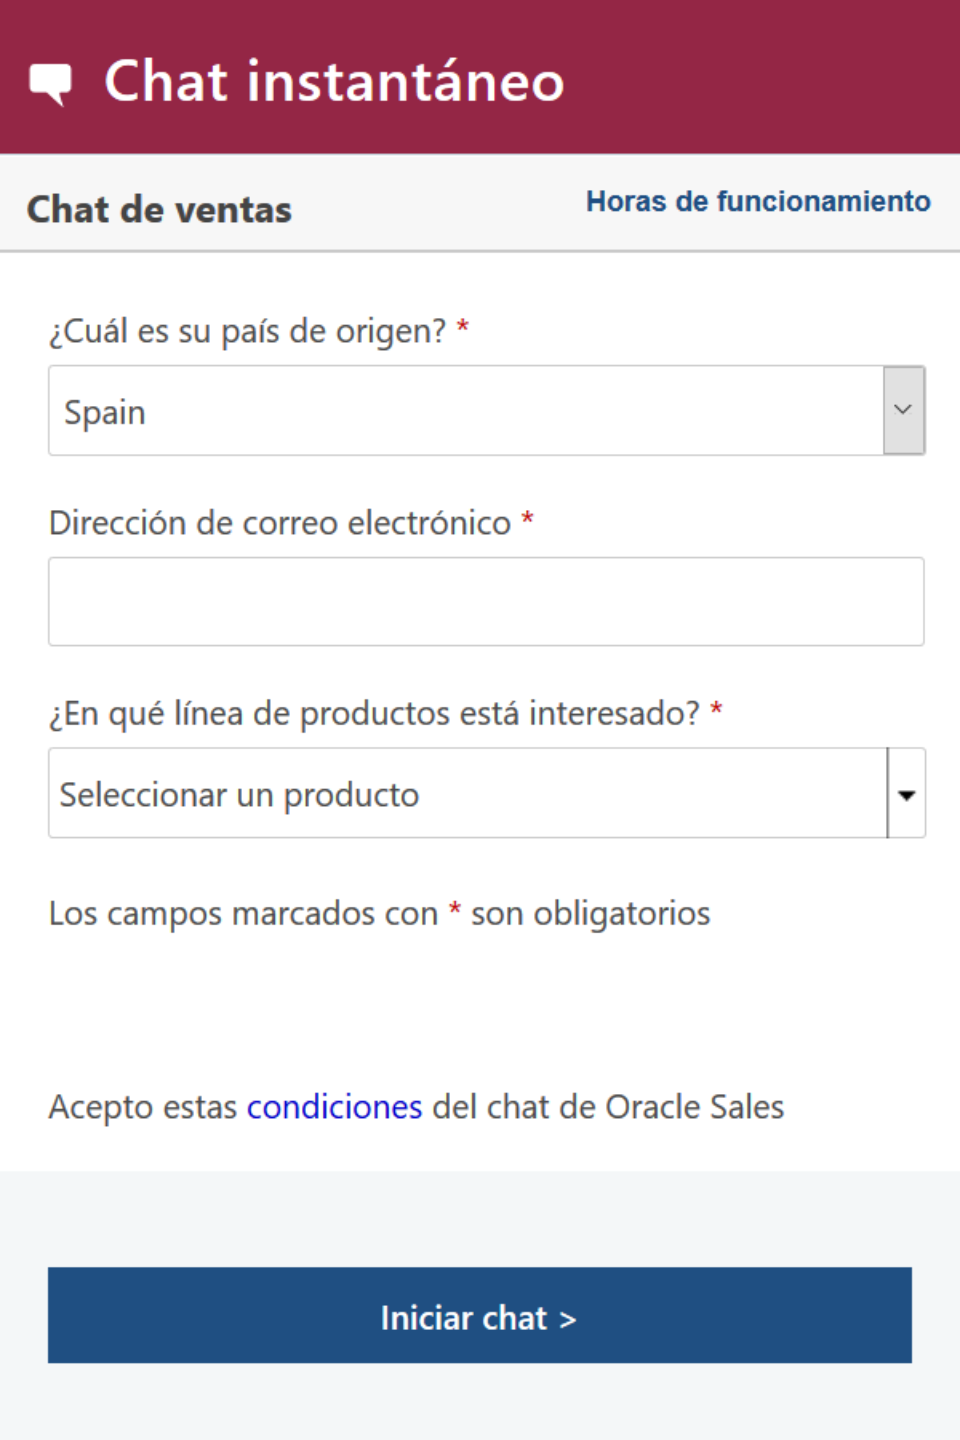 Chat instantáneo
Chat de ventas
Horas de funcionamiento
¿Cuál es su país de origen? *
Spain
Dirección de correo electrónico *
¿En qué línea de productos está interesado? *
Seleccionar un producto
Los campos marcados con * son obligatorios
Acepto estas condiciones del chat de Oracle Sales
Iniciar chat >